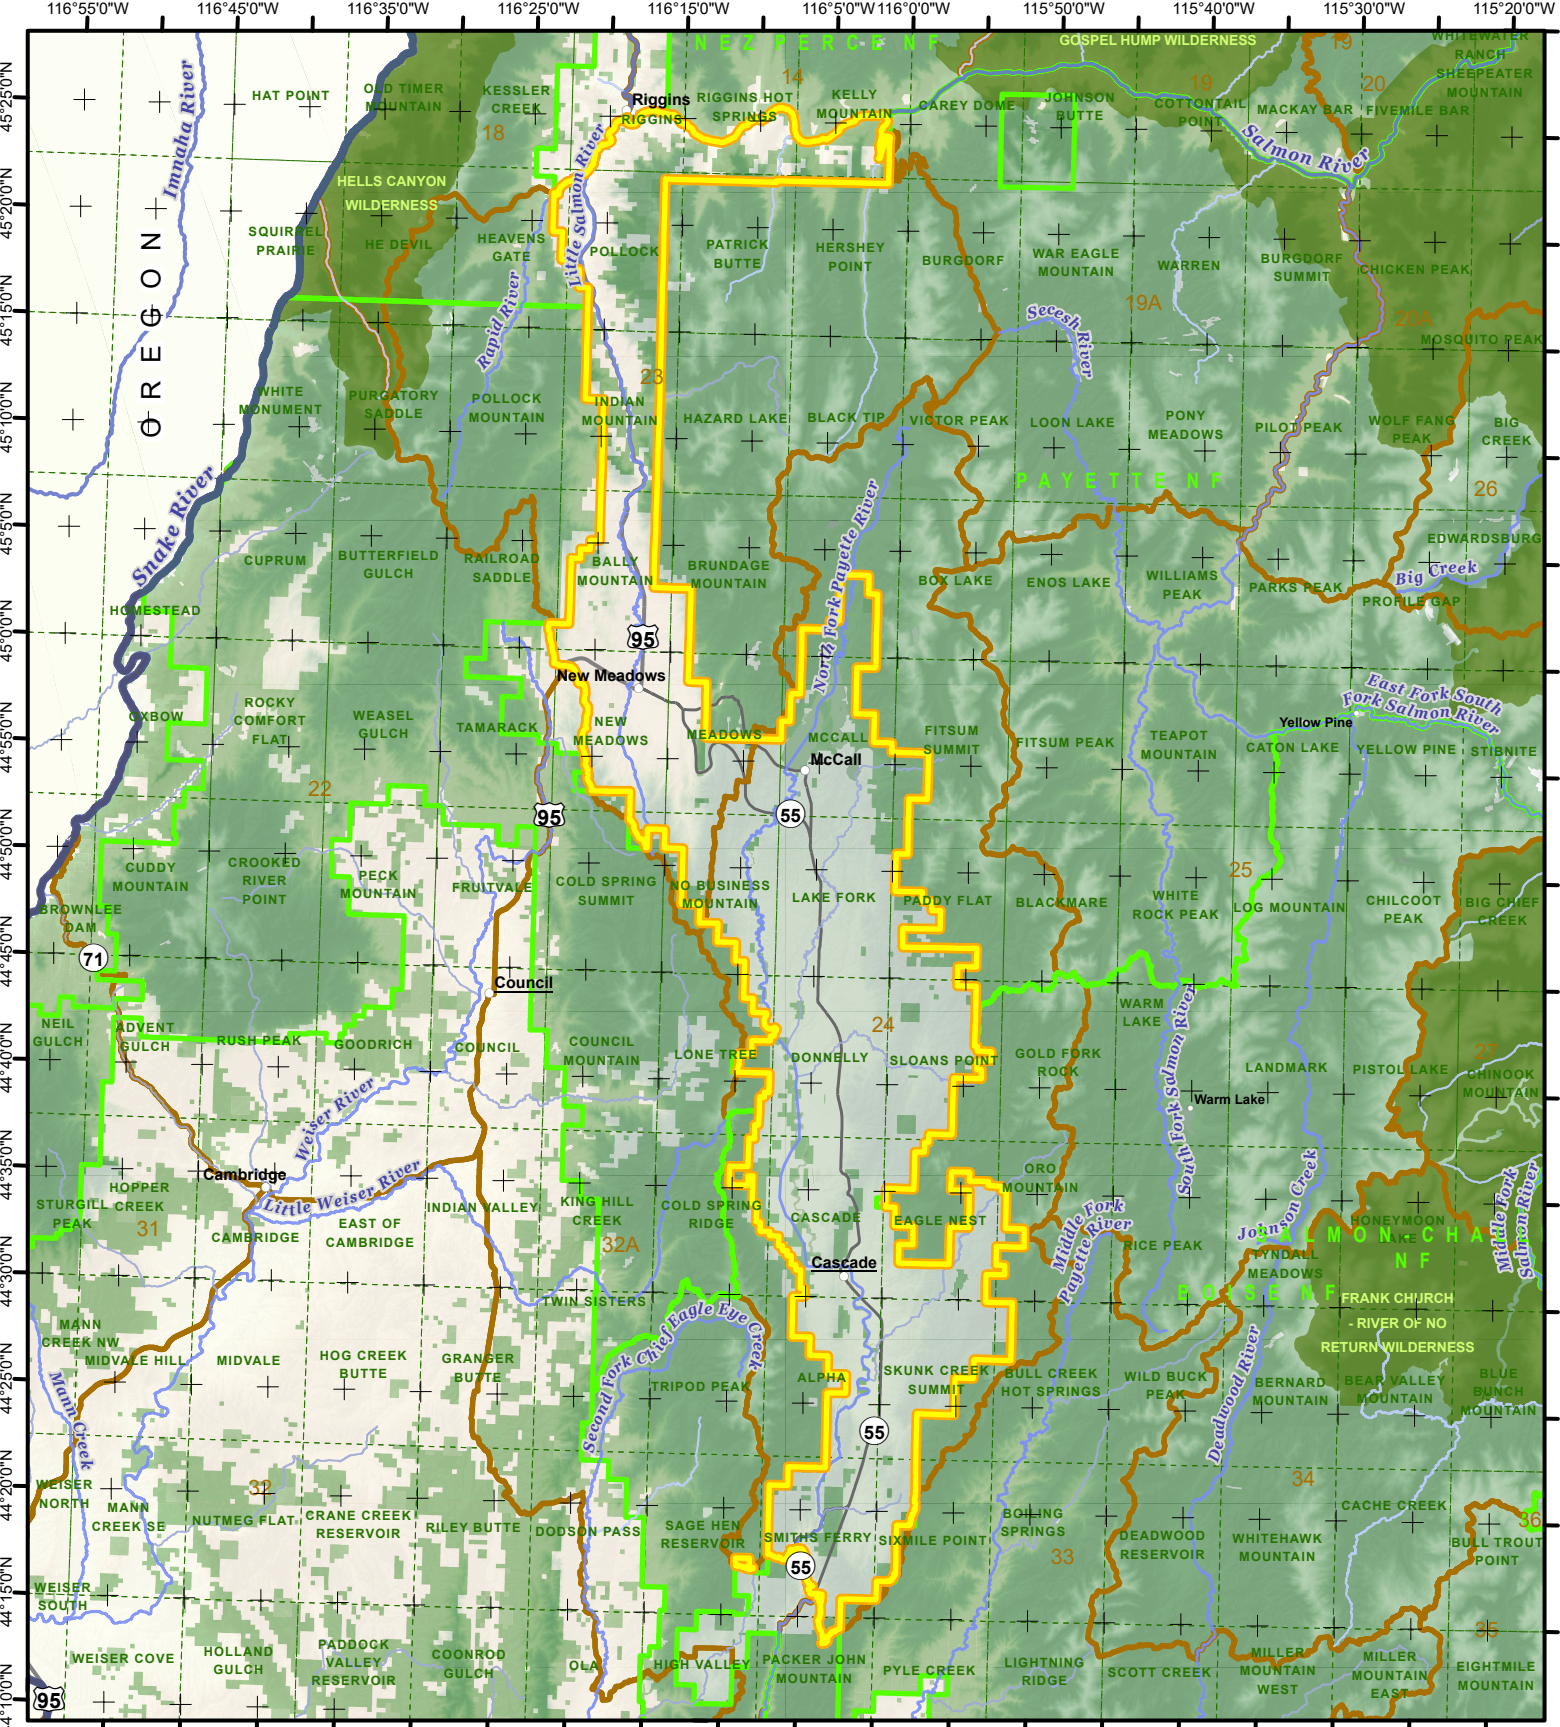 116°55'0"W
116°45'0"W
116°35'0"W
116°25'0"W
116°15'0"W
116°5'0"W
116°0'0"W
115°50'0"W
115°40'0"W
115°30'0"W
115°20'0"W
45°25'0"N
45°20'0"N
45°15'0"N
45°10'0"N
45°5'0"N
45°0'0"N
44°55'0"N
44°50'0"N
44°45'0"N
44°40'0"N
44°35'0"N
44°30'0"N
44°25'0"N
44°20'0"N
44°15'0"N
44°10'0"N
OREGON
Imnaha River
Snake River
NEZ PERCE NF
GOSPEL HUMP WILDERNESS
19
WHITEWATER
RANCH
SHEEPEATER
MOUNTAIN
HAT POINT
OLD TIMER
MOUNTAIN
KESSLER
CREEK
18
14
19
20
Riggins
RIGGINS
RIGGINS HOT
SPRINGS
KELLY
MOUNTAIN
CAREY DOME
JOHNSON
BUTTE
COTTONTAIL
POINT
MACKAY BAR
FIVEMILE BAR
Salmon River
Little Salmon River
HELLS CANYON
WILDERNESS
SQUIRREL
PRAIRIE
HE DEVIL
HEAVENS
GATE
POLLOCK
PATRICK
BUTTE
HERSHEY
POINT
BURGDORF
WAR EAGLE
MOUNTAIN
WARREN
BURGDORF
SUMMIT
CHICKEN PEAK
Rapid River
Secesh River
19A
20A
MOSQUITO PEAK
23
WHITE
MONUMENT
PURGATORY
SADDLE
POLLOCK
MOUNTAIN
INDIAN
MOUNTAIN
HAZARD LAKE
BLACK TIP
VICTOR PEAK
LOON LAKE
PONY
MEADOWS
PILOT PEAK
WOLF FANG
PEAK
BIG
CREEK
PAYETTE NF
26
CUPRUM
BUTTERFIELD
GULCH
RAILROAD
SADDLE
BALLY
MOUNTAIN
BRUNDAGE
MOUNTAIN
North Fork Payette River
BOX LAKE
ENOS LAKE
WILLIAMS
PEAK
PARKS PEAK
EDWARDSBURG
Big Creek
PROFILE GAP
HOMESTEAD
95
New Meadows
OXBOW
ROCKY
COMFORT
FLAT
WEASEL
GULCH
TAMARACK
NEW
MEADOWS
MEADOWS
MCCALL
McCall
FITSUM
SUMMIT
FITSUM PEAK
TEAPOT
MOUNTAIN
East Fork South
Fork Salmon River
Yellow Pine
CATON LAKE
YELLOW PINE
STIBNITE
22
95
55
CUDDY
MOUNTAIN
CROOKED
RIVER
POINT
PECK
MOUNTAIN
FRUITVALE
COLD SPRING
SUMMIT
NO BUSINESS
MOUNTAIN
LAKE FORK
PADDY FLAT
BLACKMARE
WHITE
ROCK PEAK
25
LOG MOUNTAIN
CHILCOOT
PEAK
BIG CHIEF
CREEK
BROWNLEE
DAM
71
Council
NEIL
GULCH
ADVENT
GULCH
RUSH PEAK
GOODRICH
COUNCIL
COUNCIL
MOUNTAIN
LONE TREE
DONNELLY
24
SLOANS POINT
GOLD FORK
ROCK
WARM
LAKE
LANDMARK
PISTOL LAKE
27
CHINOOK
MOUNTAIN
Warm Lake
South Fork Salmon River
Weiser River
Cambridge
Little Weiser River
STURGILL
PEAK
HOPPER
CREEK
31
CAMBRIDGE
EAST OF
CAMBRIDGE
INDIAN VALLEY
KING HILL
CREEK
32A
COLD SPRING
RIDGE
CASCADE
Cascade
EAGLE NEST
ORO
MOUNTAIN
Middle Fork
Payette River
RICE PEAK
Johnson Creek
TYNDALL
MEADOWS
HONEYMOON
LAKE
SALMON-CHA
NF
Middle Fork
Salmon River
BOISE NF
FRANK CHURCH
- RIVER OF NO
RETURN WILDERNESS
TWIN SISTERS
MANN
CREEK NW
MIDVALE HILL
MIDVALE
HOG CREEK
BUTTE
GRANGER
BUTTE
Second Fork Chief Eagle Eye Creek
TRIPOD PEAK
ALPHA
SKUNK CREEK
SUMMIT
BULL CREEK
HOT SPRINGS
WILD BUCK
PEAK
Deadwood River
BERNARD
MOUNTAIN
BEAR VALLEY
MOUNTAIN
BLUE
BUNCH
MOUNTAIN
Mann Creek
55
WEISER
NORTH
MANN
CREEK SE
32
NUTMEG FLAT
CRANE CREEK
RESERVOIR
RILEY BUTTE
DODSON PASS
SAGE HEN
RESERVOIR
SMITHS FERRY
SIXMILE POINT
BOILING
SPRINGS
33
DEADWOOD
RESERVOIR
34
WHITEHAWK
MOUNTAIN
CACHE CREEK
36
BULL TROUT
POINT
55
WEISER
SOUTH
WEISER COVE
HOLLAND
GULCH
PADDOCK
VALLEY
RESERVOIR
COONROD
GULCH
OLA
HIGH VALLEY
PACKER JOHN
MOUNTAIN
PYLE CREEK
LIGHTNING
RIDGE
SCOTT CREEK
MILLER
MOUNTAIN
WEST
MILLER
MOUNTAIN
EAST
35
EIGHTMILE
MOUNTAIN
95